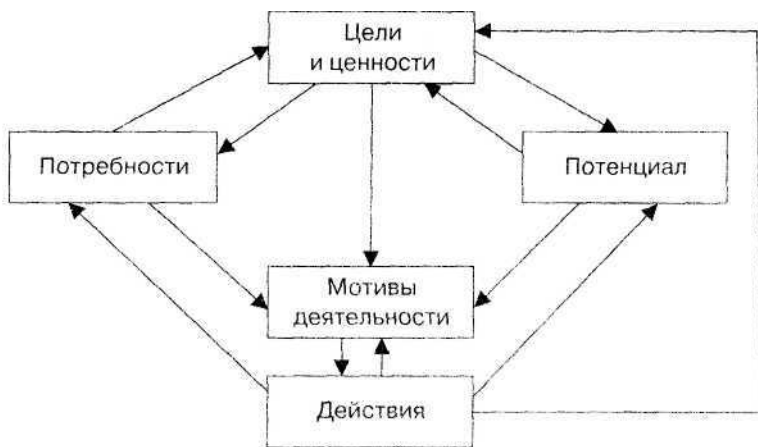 Цели
и ценности
Потребности
Потенциал
Мотивы
деятельности
Действия